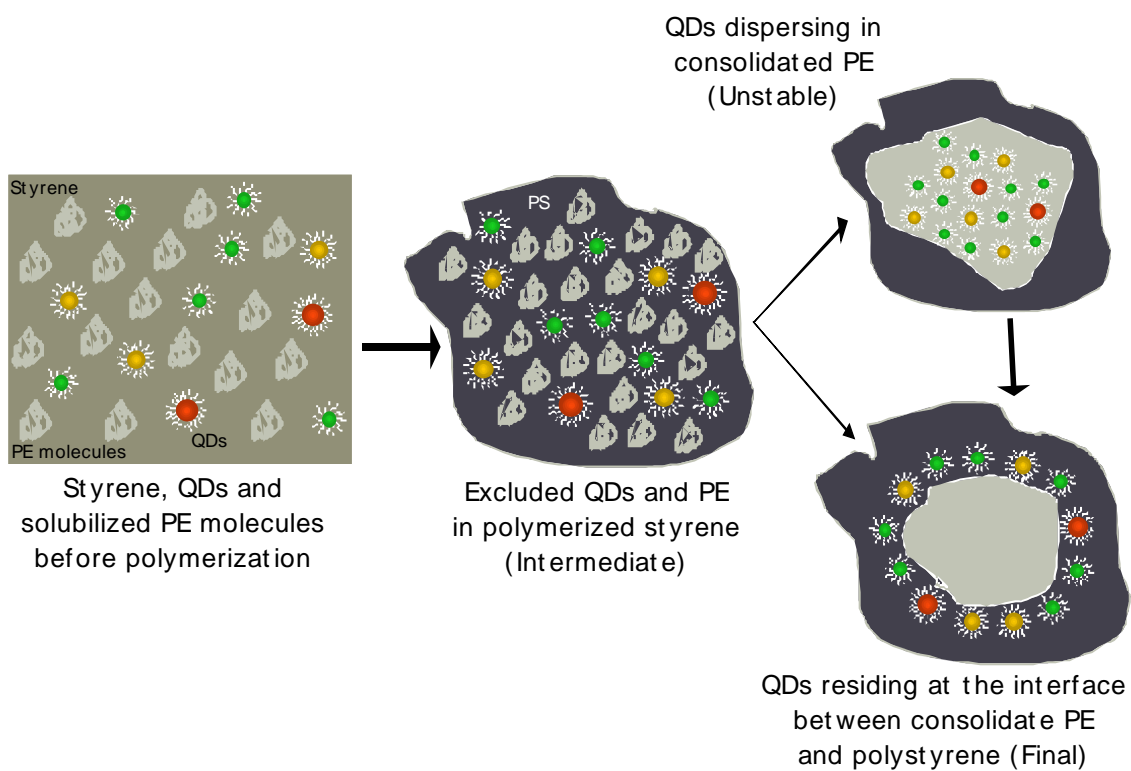 Styrene
PE molecules
QDs
Styrene, QDs and
solubilized PE molecules
before polymerization
PS
Excluded QDs and PE
in polymerized styrene
(Intermediate)
QDs dispersing in
consolidated PE
(Unstable)
QDs residing at the interface
between consolidate PE
and polystyrene (Final)